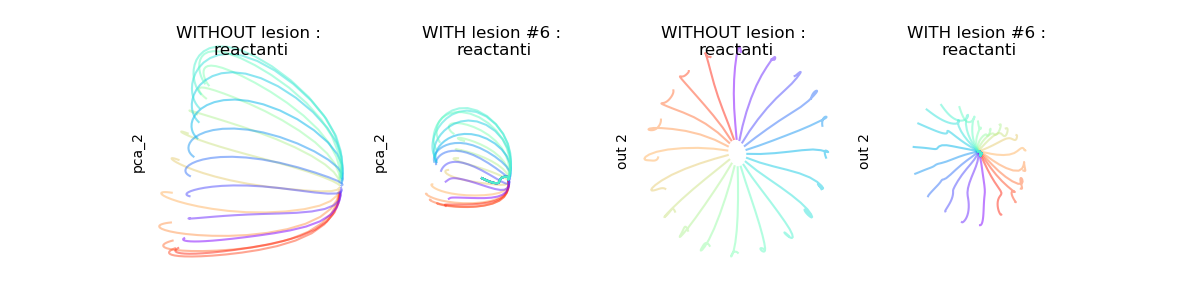 WITHOUT lesion :
reactanti
WITH lesion #6 :
reactanti
WITHOUT lesion :
reactanti
WITH lesion #6 :
reactanti
pca_2
pca_2
out 2
out 2